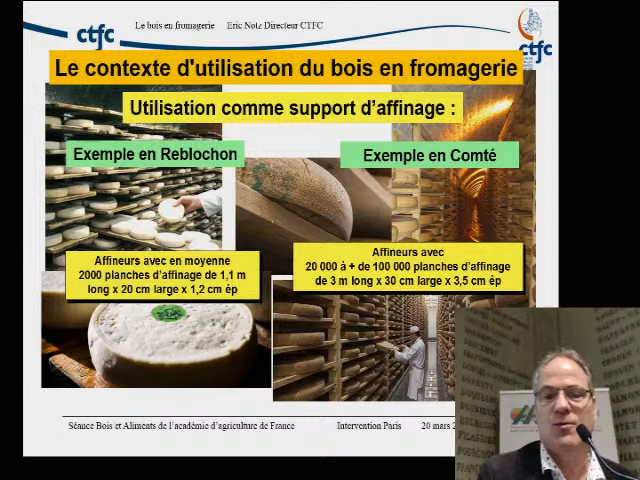 Le bois en fromagerie Eric Notz Directeur CTFC
ctfc
ctfc
Le contexte d'utilisation du bois en fromagerie
Utilisation comme support d'affinage :
Exemple en Reblochon
Exemple en Comté
Affineurs avec en moyenne
2000 planches d'affinage de 1,1 m
long x 20 cm large x 1,2 cm ép
Affineurs avec
20 000 à + de 100 000 planches d'affinage
de 3 m long x 30 cm large x 3,5 cm ép
Séance Bois et Aliments de l'académie d'agriculture de France
Intervention Paris
20 mars 2